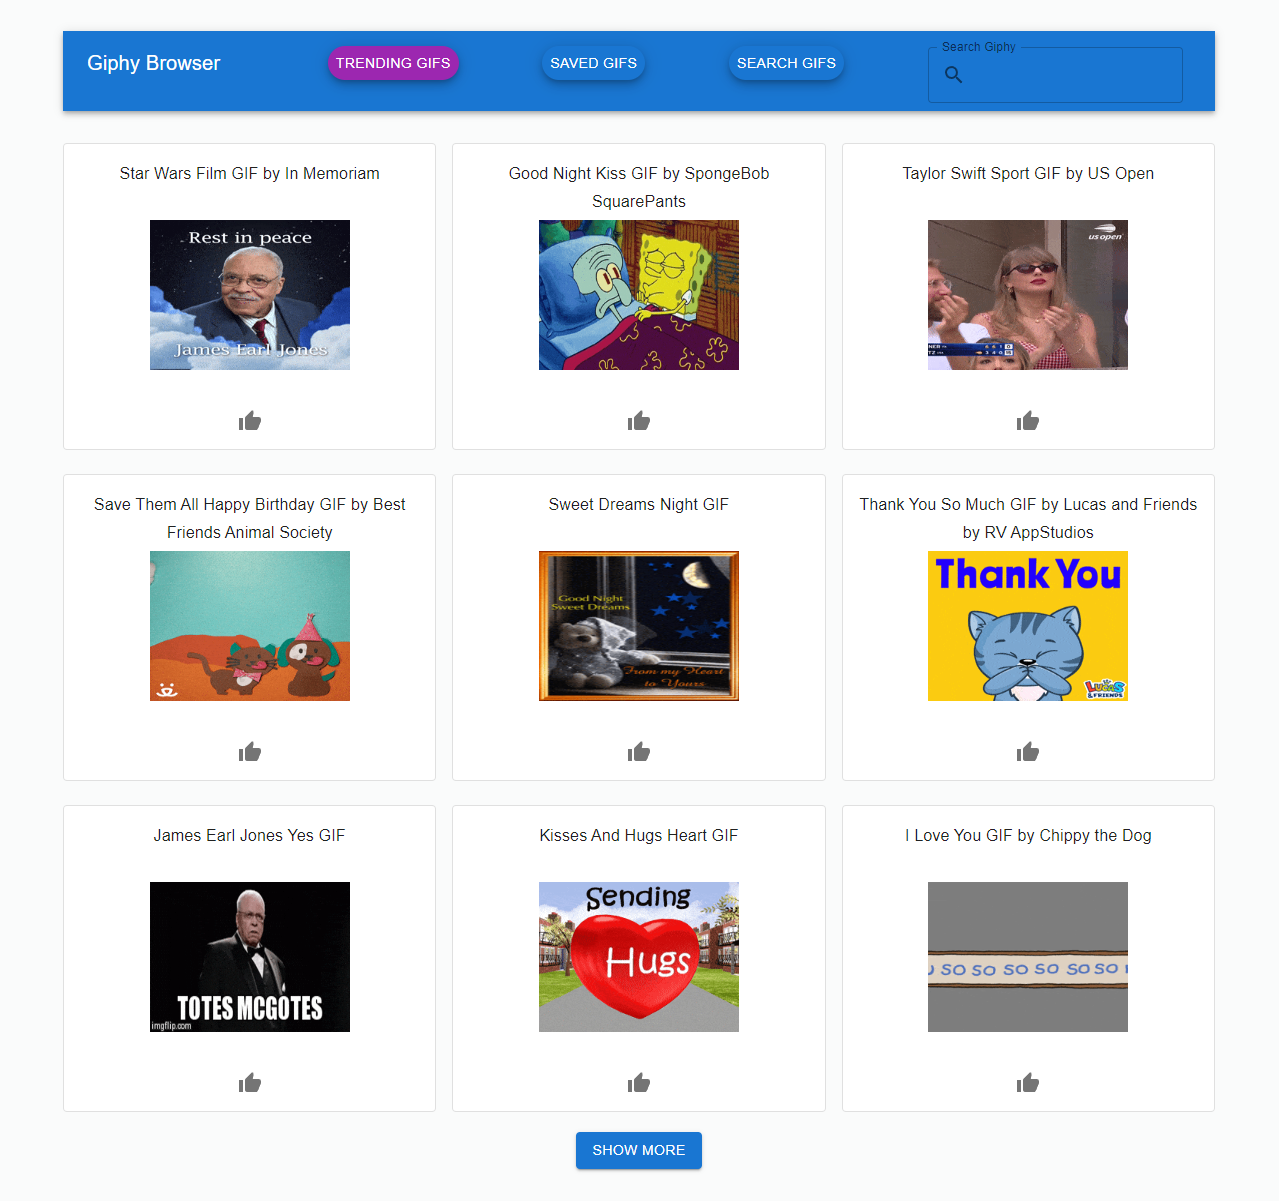 Giphy Browser
TRENDING GIFS
SAVED GIFS
SEARCH GIFS
Search Giphy
Star Wars Film GIF by In Memoriam
Rest in peace
James Earl Jones
Good Night Kiss GIF by SpongeBob
SquarePants
Taylor Swift Sport GIF by US Open
us open
Save Them All Happy Birthday GIF by Best
Friends Animal Society
Sweet Dreams Night GIF
Good Night
Sweet Dreams
From my Heart
to Yours
Thank You So Much GIF by Lucas and Friends
by RV AppStudios
Thank You
LUCAS
& FRIENDS
James Earl Jones Yes GIF
TOTES MCGOTES
imgflip.com
Kisses And Hugs Heart GIF
Sending
Hugs
I Love You GIF by Chippy the Dog
SO SO SO SO SO SO
SHOW MORE